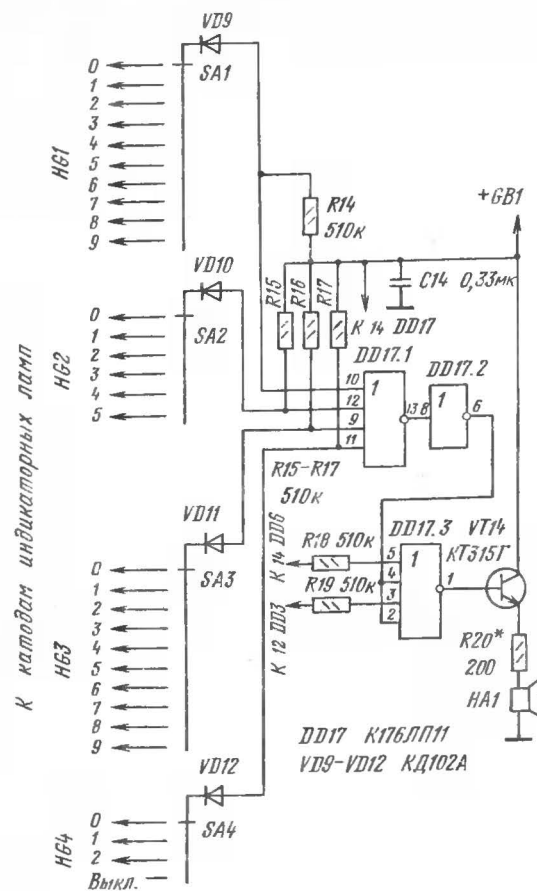 VD9
SA1
0
1
2
3
4
5
6
7
8
9
HG1
R14
510к
+GB1
VD10
SA2
0
1
2
3
4
5
HG2
R15
R16
R17
C14 0,33мк
К 14 DD17
DD17.1
DD17.2
10
12
9
11
1
13
8
1
6
R15-R17
510к
К катодам индикаторных ламп
VD11
SA3
0
1
2
3
4
5
6
7
8
9
HG3
К 14 DD6
R18 510к
К 12 DD3
R19 510к
DD17.3
5
4
3
2
1
1
VT14
КТ315Г
R20*
200
HA1
VD12
SA4
0
1
2
Выкл.
HG4
DD17 К176ЛП11
VD9-VD12 КД102А